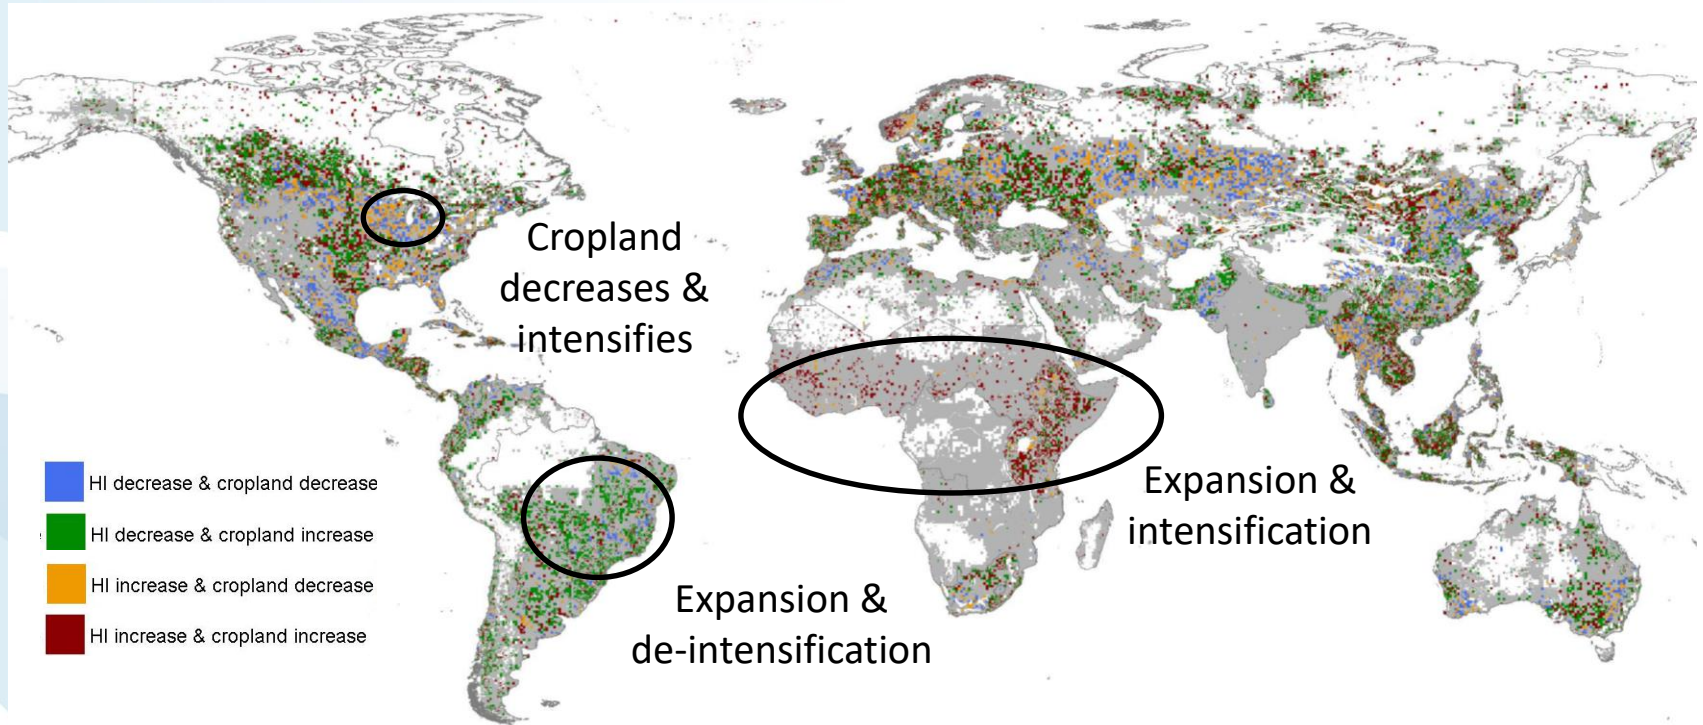 Cropland
decreases &
intensifies
Expansion &
intensification
Expansion &
de-intensification
HI decrease & cropland decrease
HI decrease & cropland increase
HI increase & cropland decrease
HI increase & cropland increase